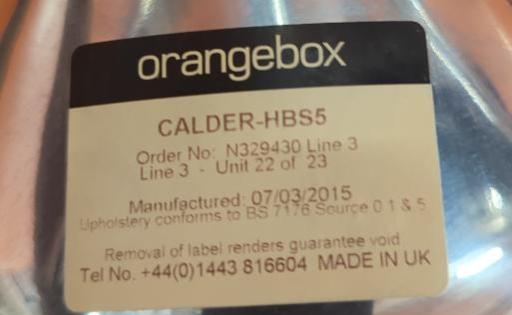 orangebox
CALDER-HBS5
Order No: N329430 Line 3
Line 3 - Unit 22 of 23
Manufactured: 07/03/2015
Upholstery conforms to BS 7176 Source 0 1 & 5
Removal of label renders guarantee void
Tel No. +44(0)1443 816604 MADE IN UK